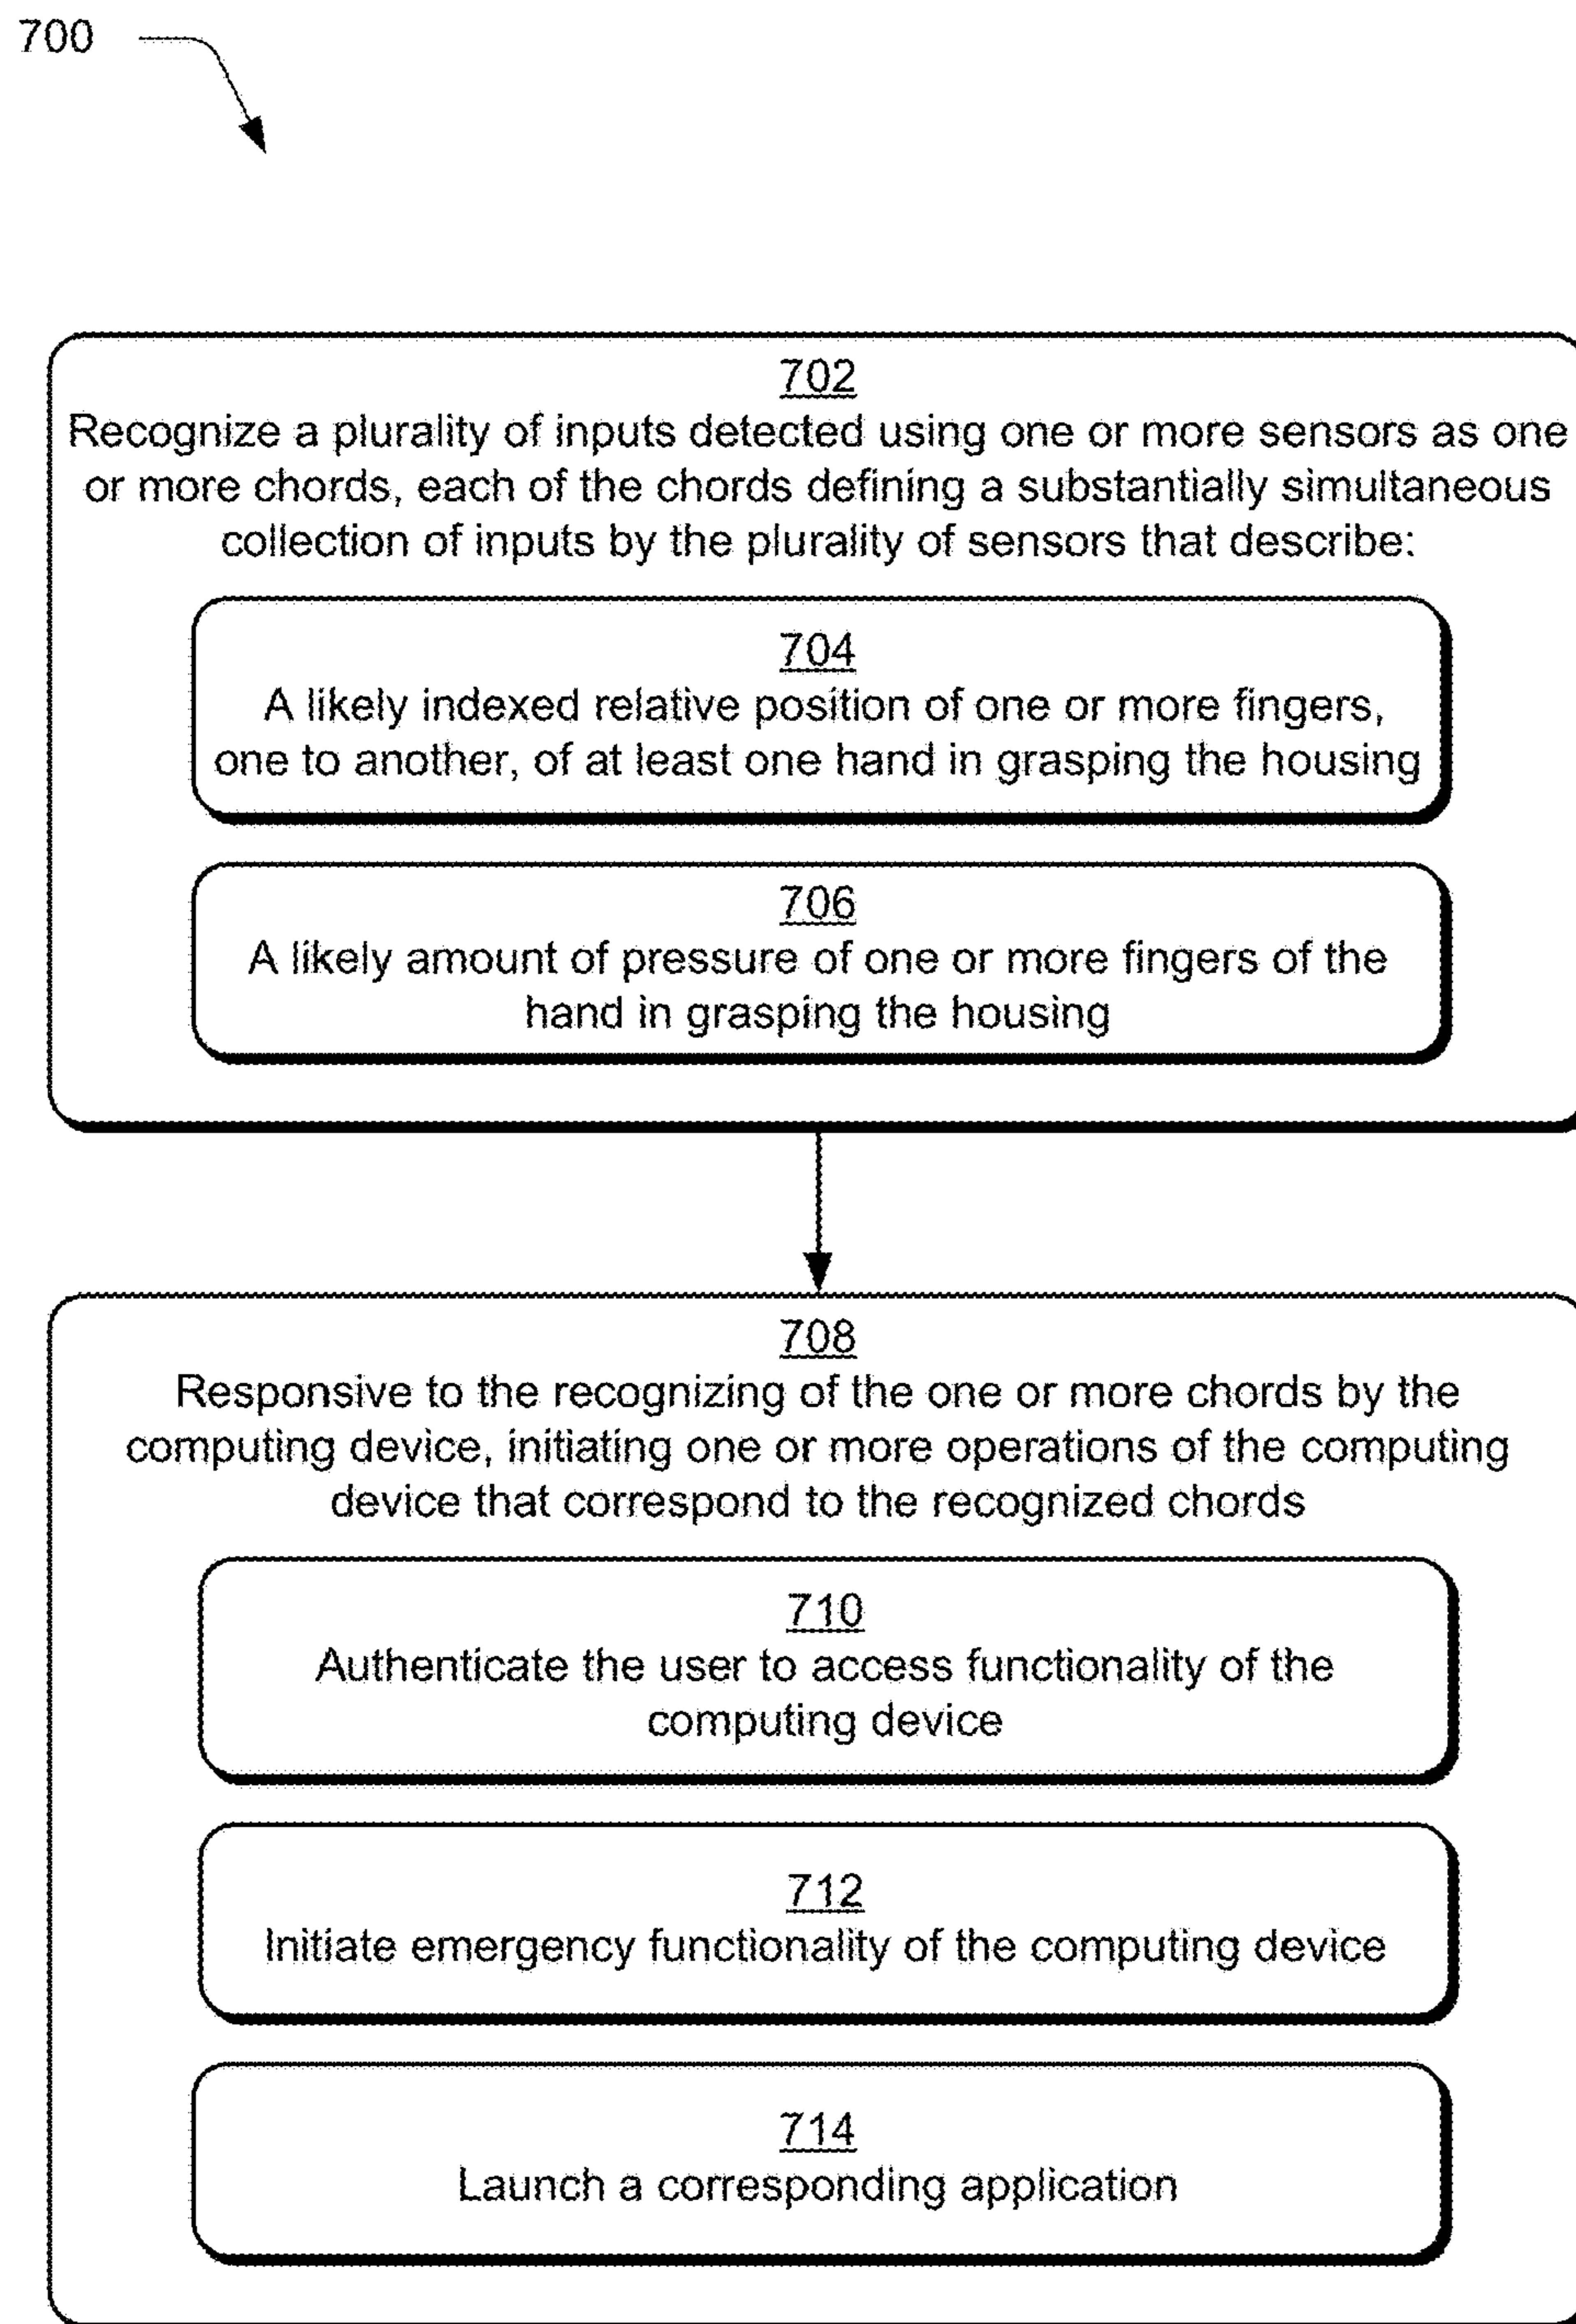 700
702
Recognize a plurality of inputs detected using one or more sensors as one
or more chords, each of the chords defining a substantially simultaneous
collection of inputs by the plurality of sensors that describe:
704
A likely indexed relative position of one or more fingers,
one to another, of at least one hand in grasping the housing
706
A likely amount of pressure of one or more fingers of the
hand in grasping the housing
708
Responsive to the recognizing of the one or more chords by the
computing device, initiating one or more operations of the computing
device that correspond to the recognized chords
710
Authenticate the user to access functionality of the
computing device
712
Initiate emergency functionality of the computing device
714
Launch a corresponding application